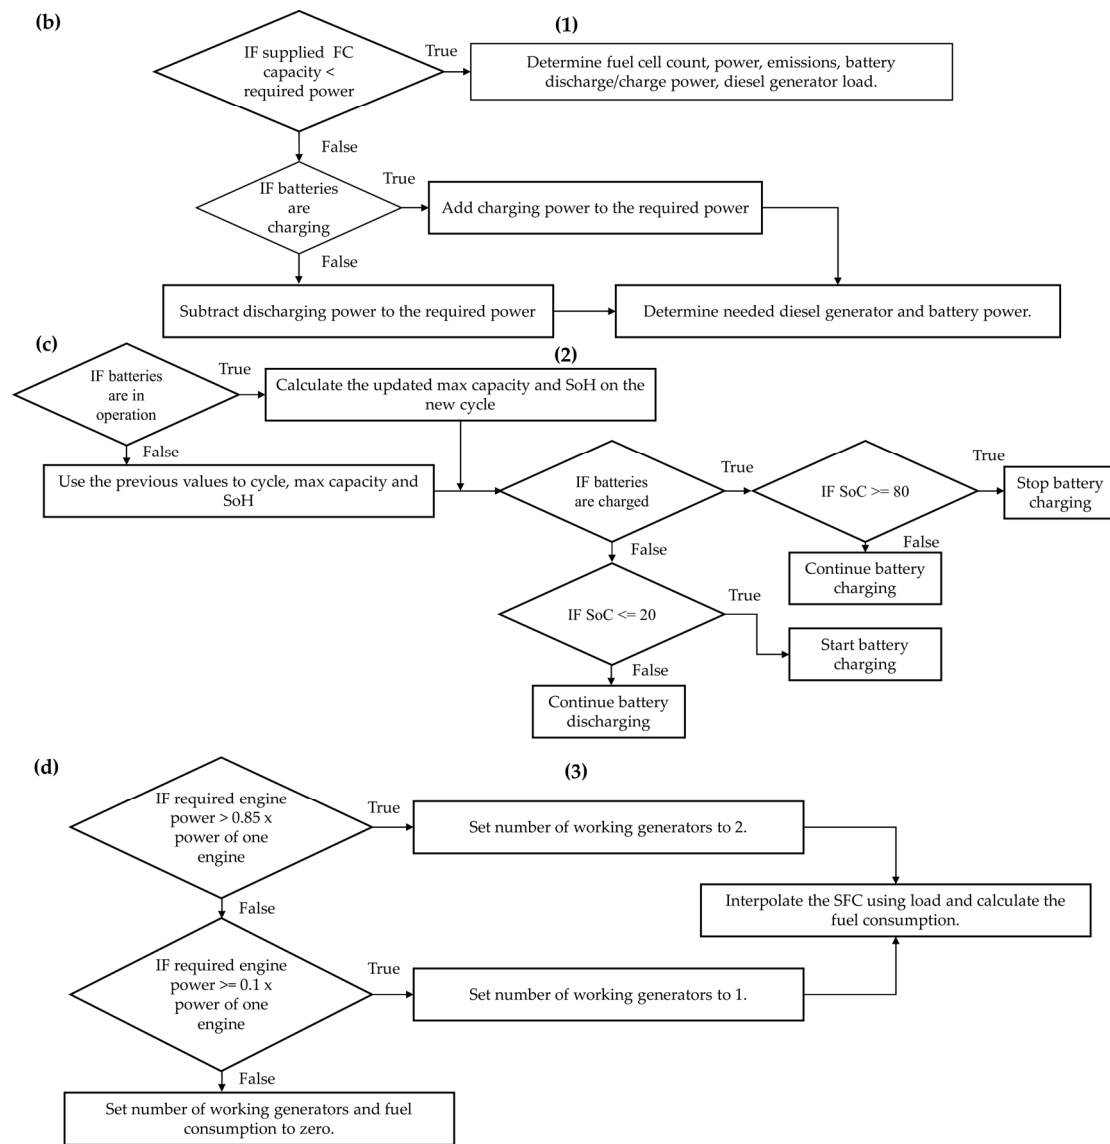 (b)
(1)
IF supplied  FC
capacity <
required power
True
Determine fuel cell count, power, emissions, battery
discharge/charge power, diesel generator load.
False
IF batteries
are
charging
True
Add charging power to the required power
False
Subtract discharging power to the required power
Determine needed diesel generator and battery power.
(c)
(2)
IF batteries
are in
operation
True
Calculate the updated max capacity and SoH on the
new cycle
False
Use the previous values to cycle, max capacity and
SoH
IF batteries
are charged
True
IF SoC >= 80
True
Stop battery
charging
False
Continue battery
charging
False
IF SoC <= 20
True
Start battery
charging
False
Continue battery
discharging
(d)
(3)
IF required engine
power > 0.85 x
power of one
engine
True
Set number of working generators to 2.
False
Interpolate the SFC using load and calculate the
fuel consumption.
IF required engine
power >= 0.1 x
power of one
engine
True
Set number of working generators to 1.
False
Set number of working generators and fuel
consumption to zero.